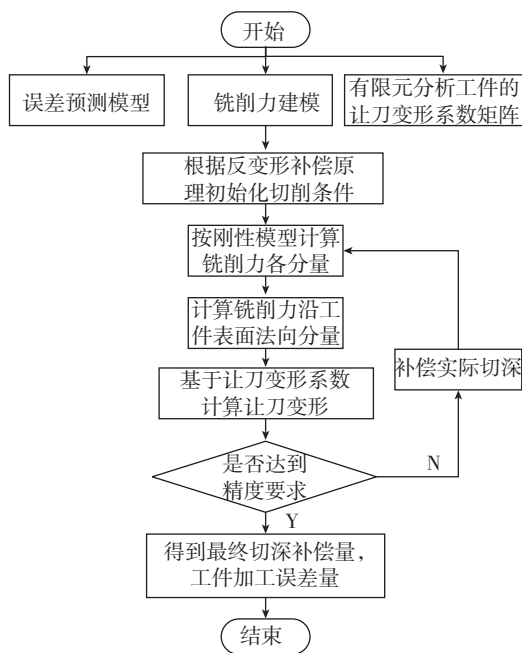 开始
误差预测模型
铣削力建模
有限元分析工件的
让刀变形系数矩阵
根据反变形补偿原
理初始化切削条件
按刚性模型计算
铣削力各分量
计算铣削力沿工
件表面法向分量
补偿实际切深
基于让刀变形系数
计算让刀变形
是否达到
精度要求
N
Y
得到最终切深补偿量，
工件加工误差量
结束